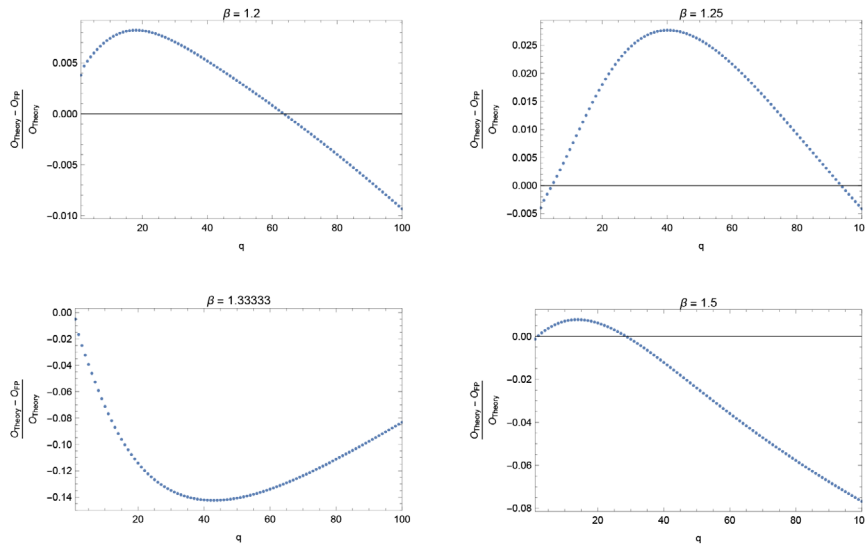 β = 1.2
0.005
0.000
-0.005
-0.010
20
40
60
80
100
q
O_Theory - O_FP
O_Theory
β = 1.25
0.025
0.020
0.015
0.010
0.005
0.000
-0.005
20
40
60
80
10
q
O_Theory - O_FP
O_Theory
β = 1.33333
0.00
-0.02
-0.04
-0.06
-0.08
-0.10
-0.12
-0.14
20
40
60
80
100
q
O_Theory - O_FP
O_Theory
β = 1.5
0.00
-0.02
-0.04
-0.06
-0.08
20
40
60
80
10
q
O_Theory - O_FP
O_Theory